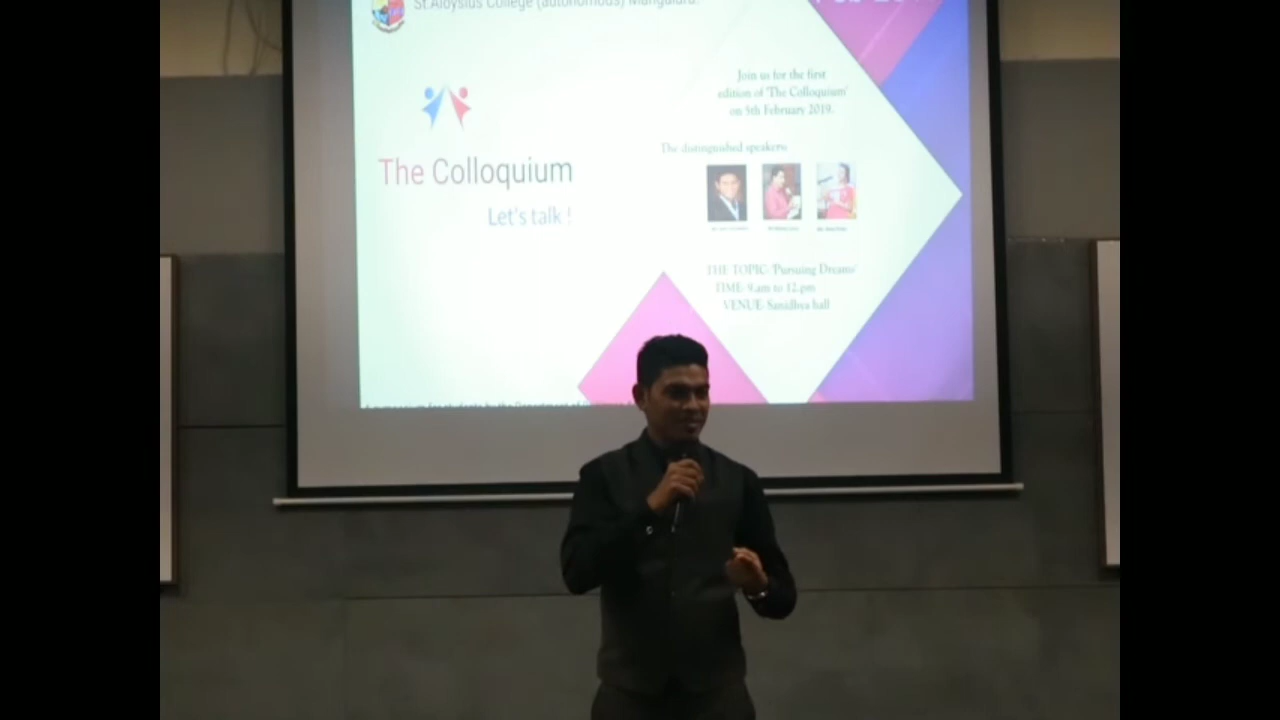 St.Aloysius College (autonomous) Mangaluru.
The Colloquium
Let's talk !
Join us for the first
edition of 'The Colloquium'
on 5th February 2019.
The distinguished speakers:
THE TOPIC- 'Pursuing Dreams'
TIME- 9.am to 12.pm
VENUE- Sanidhya hall